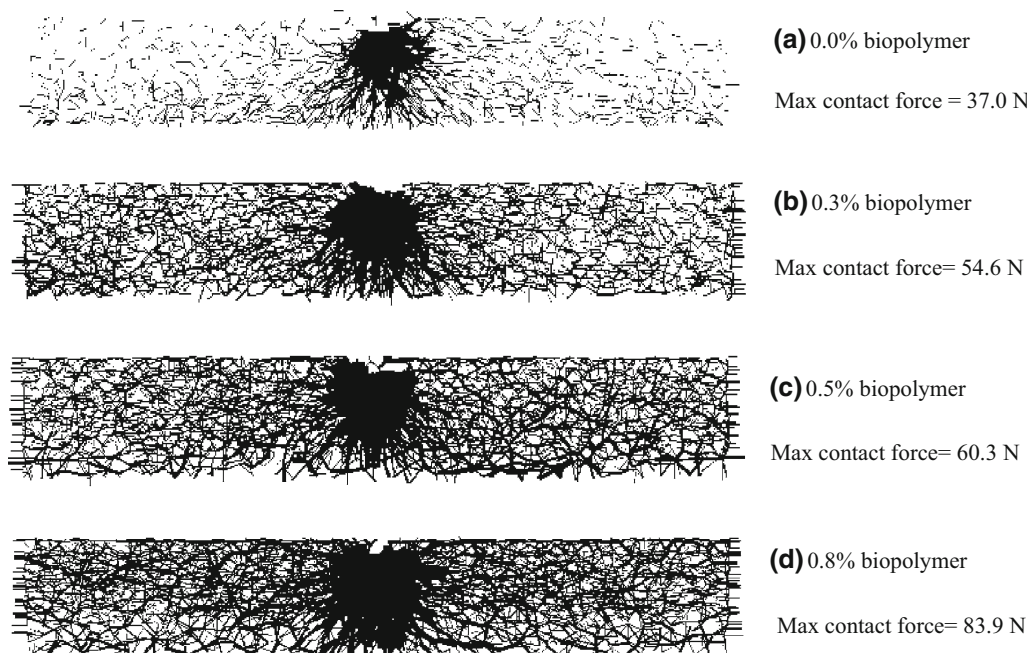 (a) 0.0% biopolymer
Max contact force = 37.0 N
(b) 0.3% biopolymer
Max contact force= 54.6 N
(c) 0.5% biopolymer
Max contact force= 60.3 N
(d) 0.8% biopolymer
Max contact force= 83.9 N